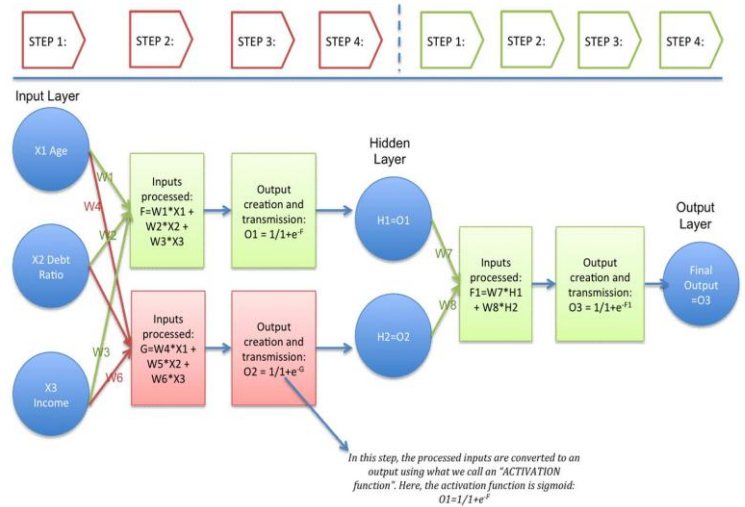 STEP 1:
STEP 2:
STEP 3:
STEP 4:
STEP 1:
STEP 2:
STEP 3:
STEP 4:
Input Layer
X1 Age
X2 Debt
Ratio
X3
Income
W1
W4
W2
W3
W6
Inputs
processed:
F=W1*X1 +
W2*X2 +
W3*X3
Output
creation and
transmission:
O1 = 1/1+e-F
Inputs
processed:
G=W4*X1 +
W5*X2 +
W6*X3
Output
creation and
transmission:
O2 = 1/1+e-G
Hidden
Layer
H1=O1
H2=O2
W7
W8
Inputs
processed:
F1=W7*H1
+ W8*H2
Output
creation and
transmission:
O3 = 1/1+e-F1
Output
Layer
Final
Output
=O3
In this step, the processed inputs are converted to an
output using what we call an "ACTIVATION
function". Here, the activation function is sigmoid:
O1=1/1+e-F